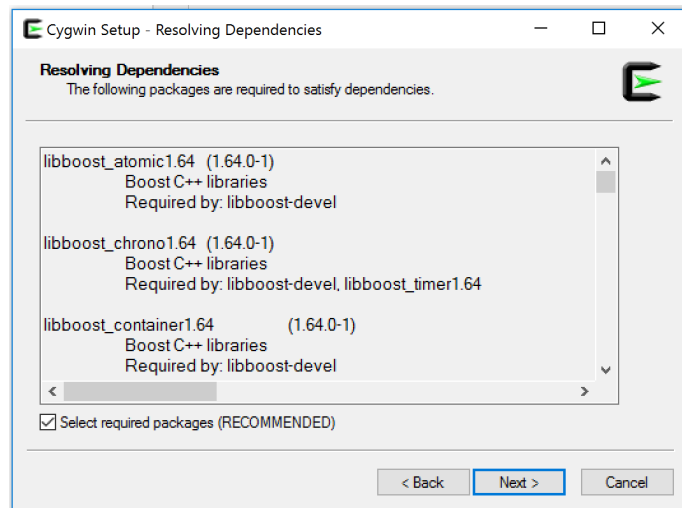 Cygwin Setup - Resolving Dependencies
Resolving Dependencies
The following packages are required to satisfy dependencies.
libboost_atomic1.64 (1.64.0-1)
Boost C++ libraries
Required by: libboost-devel
libboost_chrono1.64 (1.64.0-1)
Boost C++ libraries
Required by: libboost-devel, libboost_timer1.64
libboost_container1.64 (1.64.0-1)
Boost C++ libraries
Required by: libboost-devel
Select required packages (RECOMMENDED)
< Back Next > Cancel